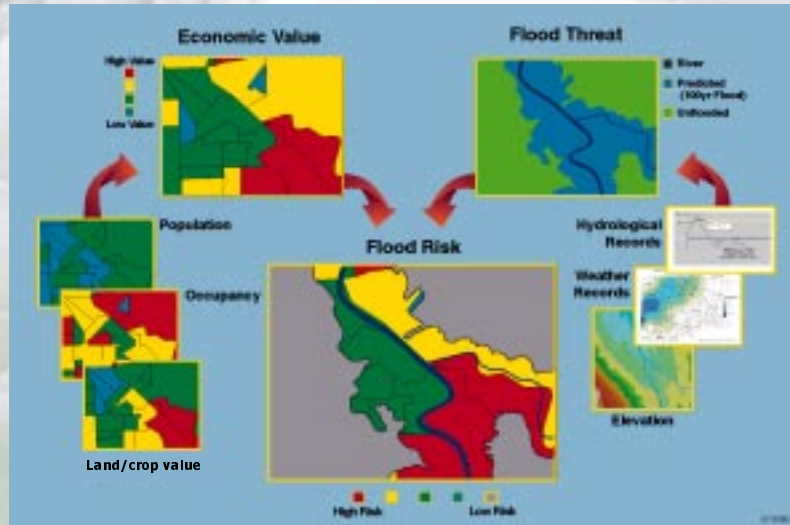 Economic Value
Flood Threat
High Value
Low Value
River
Predicted
(100yr Flood)
Unflooded
Population
Hydrological
Records
Flood Risk
Occupancy
Weather
Records
Elevation
Land/crop value
High Risk
Low Risk